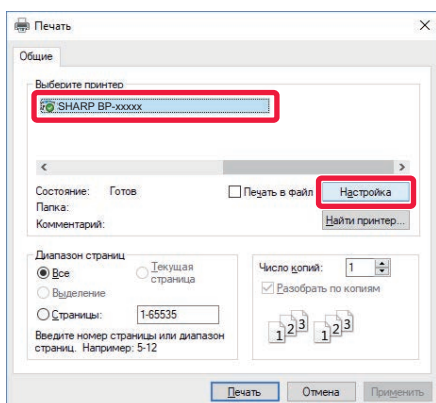 Печать
Общие
Выберите принтер
SHARP BP-xxxxx
Состояние: Готов
Папка:
Комментарий:
Печать в файл
Настройка
Найти принтер...
Диапазон страниц
Все
Текущая
страница
Выделение
Страницы: 1-65535
Введите номер страницы или диапазон
страниц. Например: 5-12
Число копий: 1
Разобрать по копиям
1 2 3 1 2 3
Печать Отмена Применить